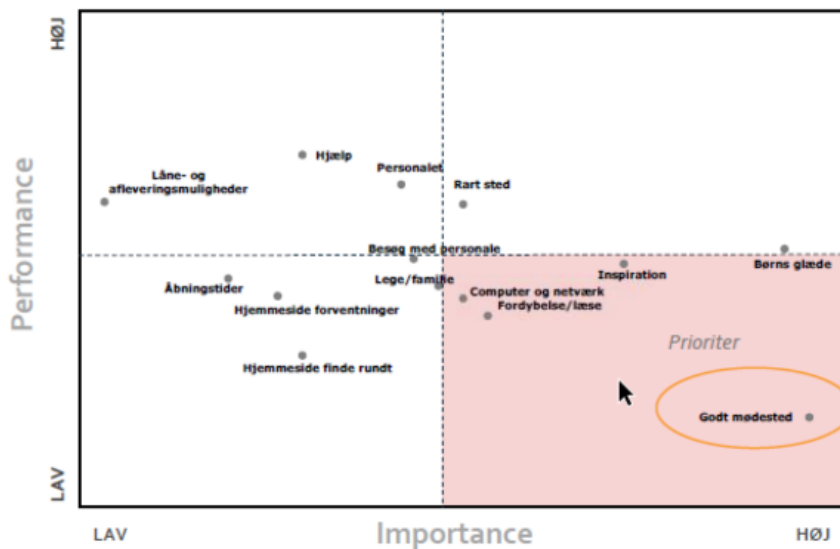 HØJ
Performance
LAV
Hjælp
Låne- og
afleveringsmuligheder
Personalet
Rart sted
Besøg med personale
Børns glæde
Inspiration
Åbningstider
Lege/familie
Computer og netværk
Hjemmeside forventninger
Fordybelse/læse
Prioriter
Hjemmeside finde rundt
Godt mødested
LAV
Importance
HØJ